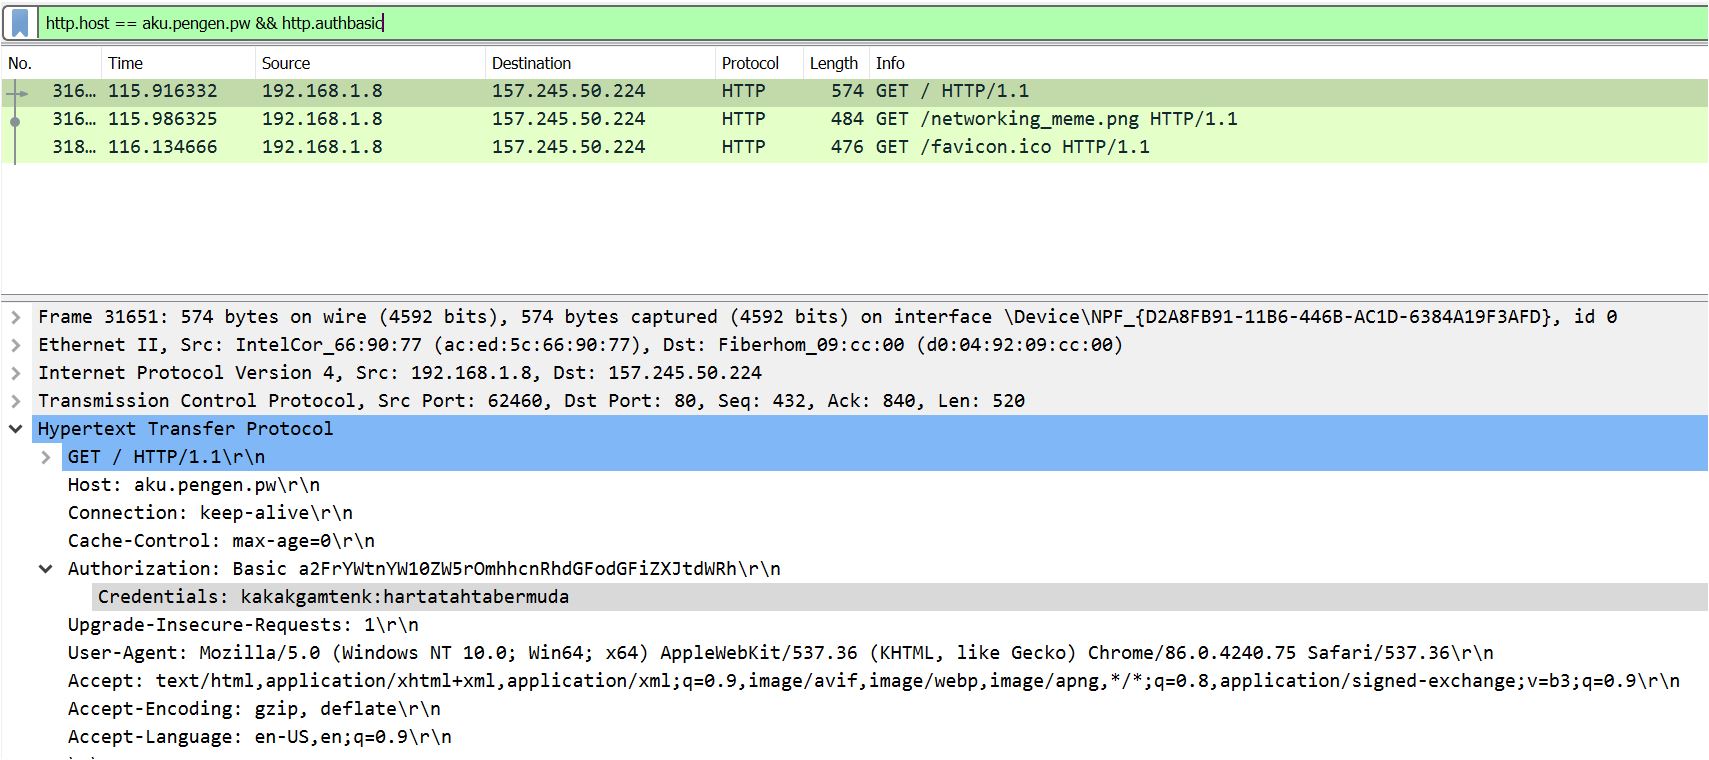 http.host == aku.pengen.pw && http.authbasic
No. Time Source Destination Protocol Length Info
316… 115.916332 192.168.1.8 157.245.50.224 HTTP 574 GET / HTTP/1.1
316… 115.986325 192.168.1.8 157.245.50.224 HTTP 484 GET /networking_meme.png HTTP/1.1
318… 116.134666 192.168.1.8 157.245.50.224 HTTP 476 GET /favicon.ico HTTP/1.1
Frame 31651: 574 bytes on wire (4592 bits), 574 bytes captured (4592 bits) on interface \Device\NPF_{D2A8FB91-11B6-446B-AC1D-6384A19F3AFD}, id 0
Ethernet II, Src: IntelCor_66:90:77 (ac:ed:5c:66:90:77), Dst: Fiberhom_09:cc:00 (d0:04:92:09:cc:00)
Internet Protocol Version 4, Src: 192.168.1.8, Dst: 157.245.50.224
Transmission Control Protocol, Src Port: 62460, Dst Port: 80, Seq: 432, Ack: 840, Len: 520
Hypertext Transfer Protocol
GET / HTTP/1.1\r\n
Host: aku.pengen.pw\r\n
Connection: keep-alive\r\n
Cache-Control: max-age=0\r\n
Authorization: Basic a2FrYWtnYW10ZW5rOmhhcnRhdGFodGFiZXJtdWRh\r\n
Credentials: kakakgamtenk:hartatahtabermuda
Upgrade-Insecure-Requests: 1\r\n
User-Agent: Mozilla/5.0 (Windows NT 10.0; Win64; x64) AppleWebKit/537.36 (KHTML, like Gecko) Chrome/86.0.4240.75 Safari/537.36\r\n
Accept: text/html,application/xhtml+xml,application/xml;q=0.9,image/avif,image/webp,image/apng,*/*;q=0.8,application/signed-exchange;v=b3;q=0.9\r\n
Accept-Encoding: gzip, deflate\r\n
Accept-Language: en-US,en;q=0.9\r\n